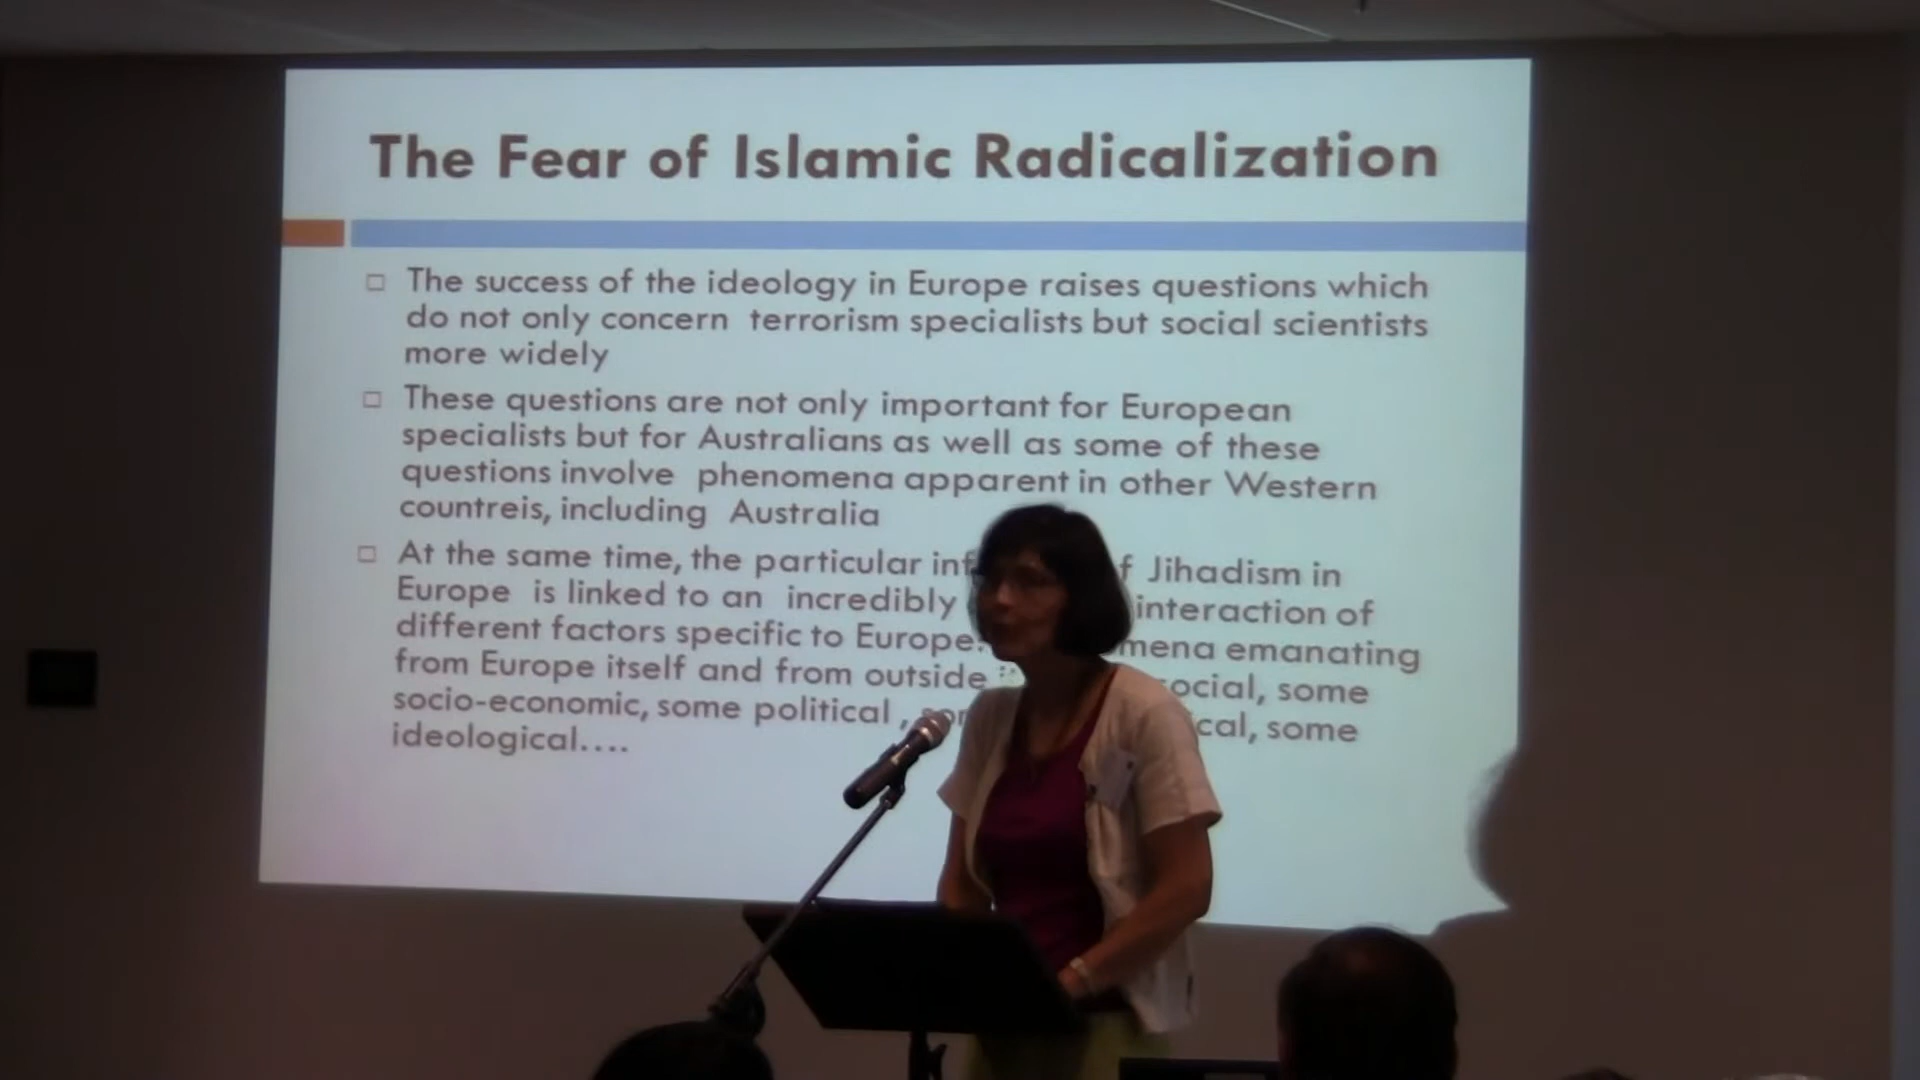 The Fear of Islamic Radicalization
The success of the ideology in Europe raises questions which
do not only concern terrorism specialists but social scientists
more widely
These questions are not only important for European
specialists but for Australians as well as some of these
questions involve phenomena apparent in other Western
countreis, including Australia
At the same time, the particular Jihadism in
Europe is linked to an incredibly interaction of
different factors specific to Europe. emanating
from Europe itself and from outside some
socio-economic, some political , some
ideological....